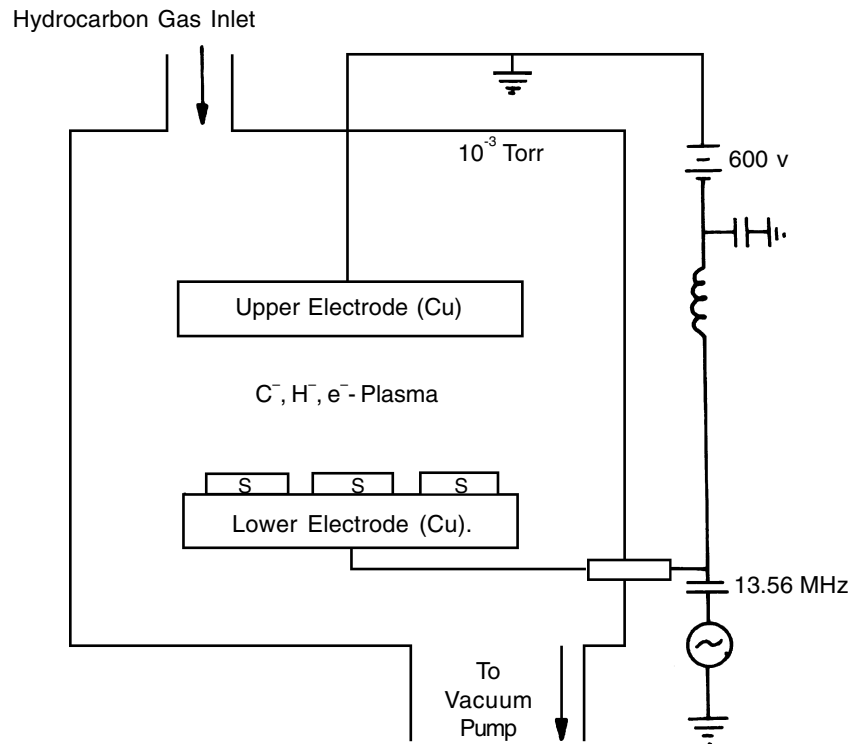 Hydrocarbon Gas Inlet
10⁻³ Torr
600 v
Upper Electrode (Cu)
C⁻, H⁻, e⁻- Plasma
S S S
Lower Electrode (Cu).
13.56 MHz
To
Vacuum
Pump